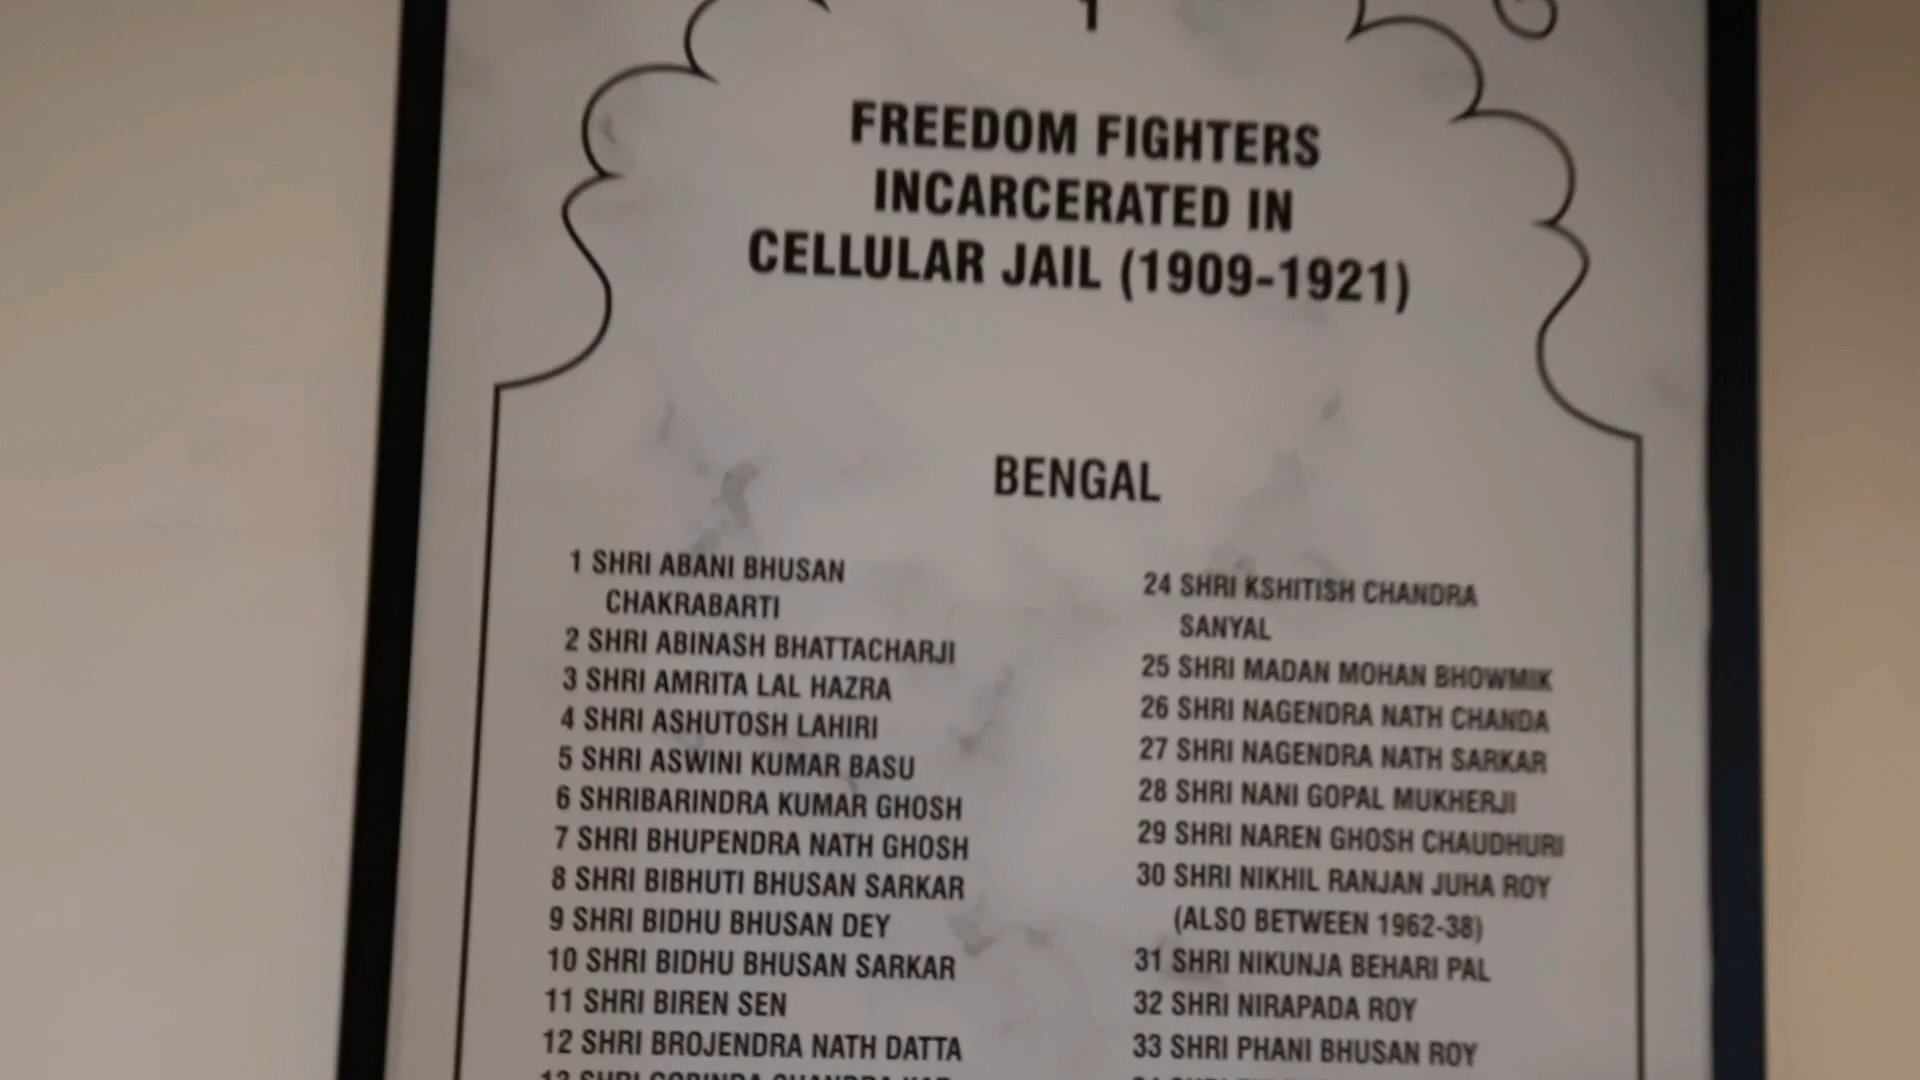 1
FREEDOM FIGHTERS
INCARCERATED IN
CELLULAR JAIL (1909-1921)
BENGAL
1 SHRI ABANI BHUSAN
CHAKRABARTI
2 SHRI ABINASH BHATTACHARJI
3 SHRI AMRITA LAL HAZRA
4 SHRI ASHUTOSH LAHIRI
5 SHRI ASWINI KUMAR BASU
6 SHRIBARINDRA KUMAR GHOSH
7 SHRI BHUPENDRA NATH GHOSH
8 SHRI BIBHUTI BHUSAN SARKAR
9 SHRI BIDHU BHUSAN DEY
10 SHRI BIDHU BHUSAN SARKAR
11 SHRI BIREN SEN
12 SHRI BROJENDRA NATH DATTA
13 SHRI GOBINDA CHANDRA KAR
24 SHRI KSHITISH CHANDRA
SANYAL
25 SHRI MADAN MOHAN BHOWMIK
26 SHRI NAGENDRA NATH CHANDA
27 SHRI NAGENDRA NATH SARKAR
28 SHRI NANI GOPAL MUKHERJI
29 SHRI NAREN GHOSH CHAUDHURI
30 SHRI NIKHIL RANJAN JUHA ROY
(ALSO BETWEEN 1962-38)
31 SHRI NIKUNJA BEHARI PAL
32 SHRI NIRAPADA ROY
33 SHRI PHANI BHUSAN ROY